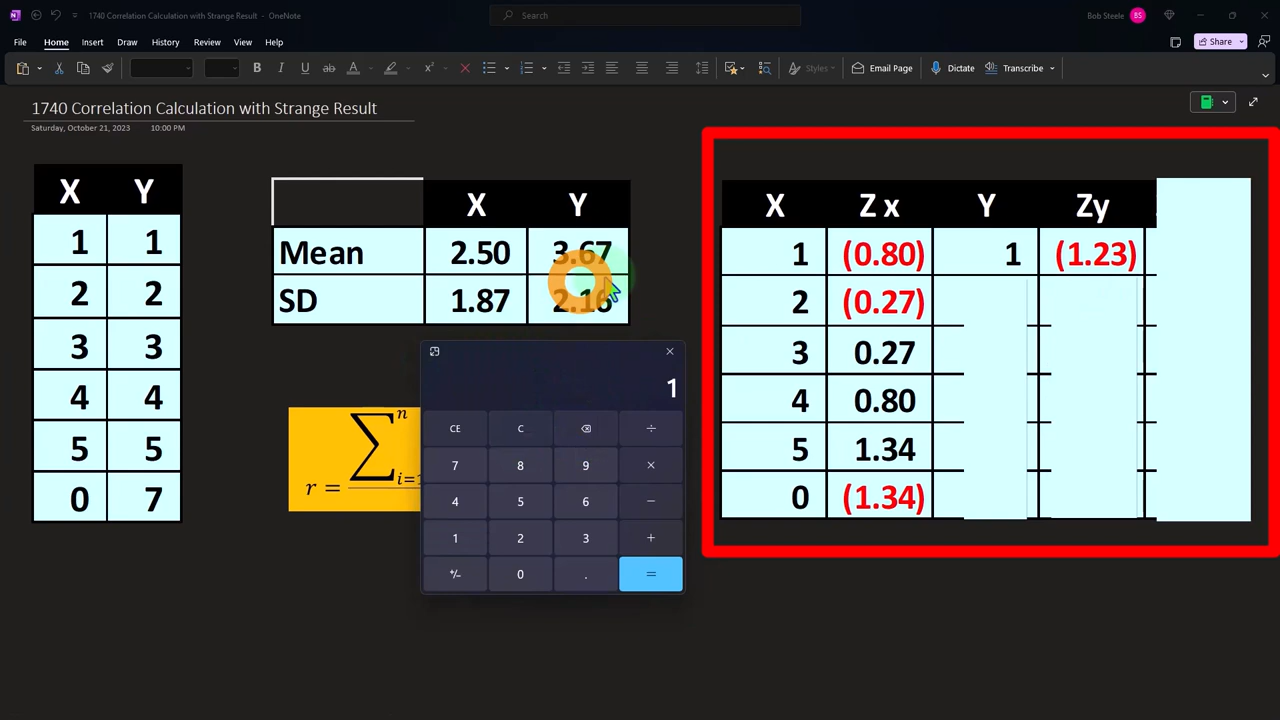 1740 Correlation Calculation with Strange Result - OneNote
Search
Bob Steele BS
File Home Insert Draw History Review View Help
Share
B I U ab A x Styles Email Page Dictate Transcribe
1740 Correlation Calculation with Strange Result
Saturday, October 21, 2023 10:00 PM
X Y
1 1
2 2
3 3
4 4
5 5
0 7
X Y
Mean 2.50 3.67
SD 1.87 2.16
r = ∑ n i=1
1
CE C ÷
7 8 9 ×
4 5 6 −
1 2 3 +
+/− 0 . =
X Z x Y Zy
1 (0.80) 1 (1.23)
2 (0.27)
3 0.27
4 0.80
5 1.34
0 (1.34)